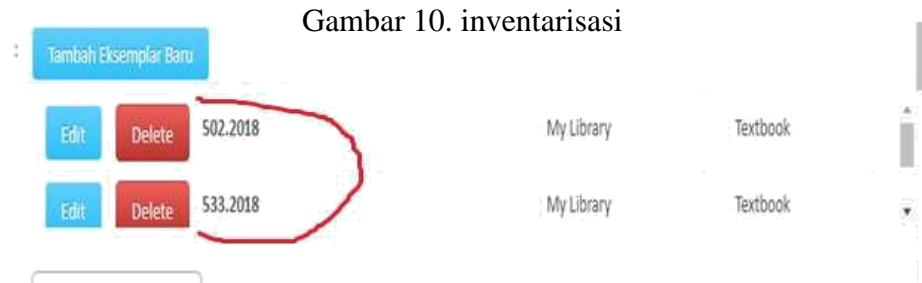 Gambar 10. inventarisasi
: Tambah Eksemplar Baru
Edit Delete 502.2018 My Library Textbook
Edit Delete 533.2018 My Library Textbook